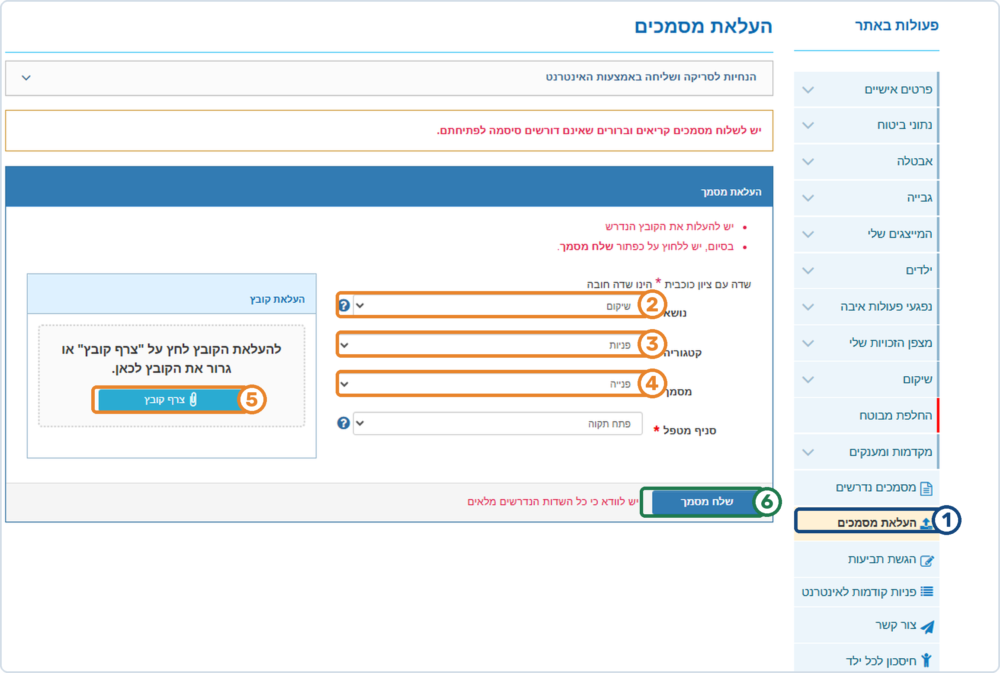 פעולות באתר
פרטים אישיים
נתוני ביטוח
אבטלה
גבייה
המייצגים שלי
ילדים
נפגעי פעולות איבה
מצפן הזכויות שלי
שיקום
החלפת מבוטח
מקדמות ומענקים
מסמכים נדרשים
העלאת מסמכים 1
הגשת תביעות
פניות קודמות לאינטרנט
צור קשר
חיסכון לכל ילד
העלאת מסמכים
הנחיות לסריקה ושליחה באמצעות האינטרנט
יש לשלוח מסמכים קריאים וברורים שאינם דורשים סיסמה לפתיחתם.
העלאת מסמך
• יש להעלות את הקובץ הנדרש
• בסיום, יש ללחוץ על כפתור שלח מסמך.
שדה עם ציון כוכבית * הינו שדה חובה
נושא 2 שיקום ?
קטגוריה 3 פניות
מסמך 4 פנייה
סניף מטפל * פתח תקוה ?
העלאת קובץ
להעלאת הקובץ לחץ על "צרף קובץ" או
גרור את הקובץ לכאן.
5 צרף קובץ
6 שלח מסמך יש לוודא כי כל השדות הנדרשים מלאים